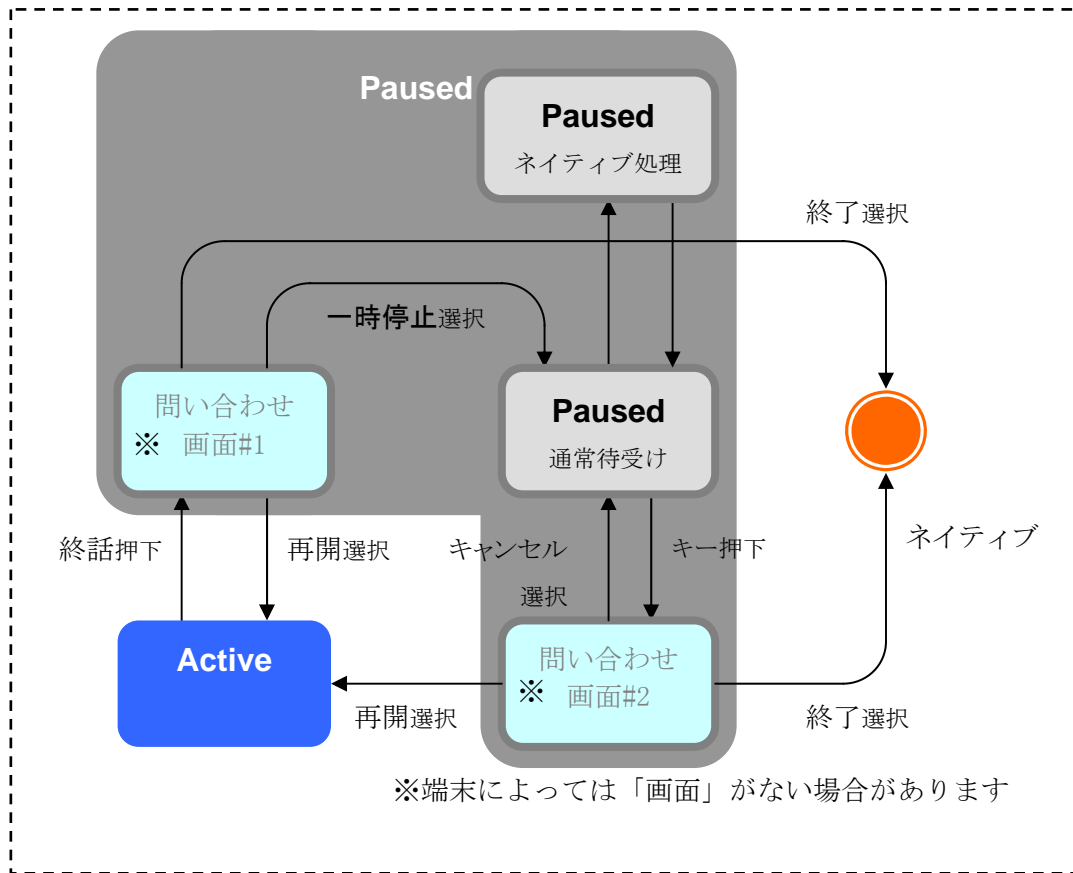 Paused
Paused
ネイティブ処理
終了選択
一時停止選択
問い合わせ
※ 画面#1
Paused
通常待受け
終話押下
再開選択
キャンセル
選択
キー押下
ネイティブ
Active
問い合わせ
※ 画面#2
再開選択
終了選択
※端末によっては「画面」がない場合があります